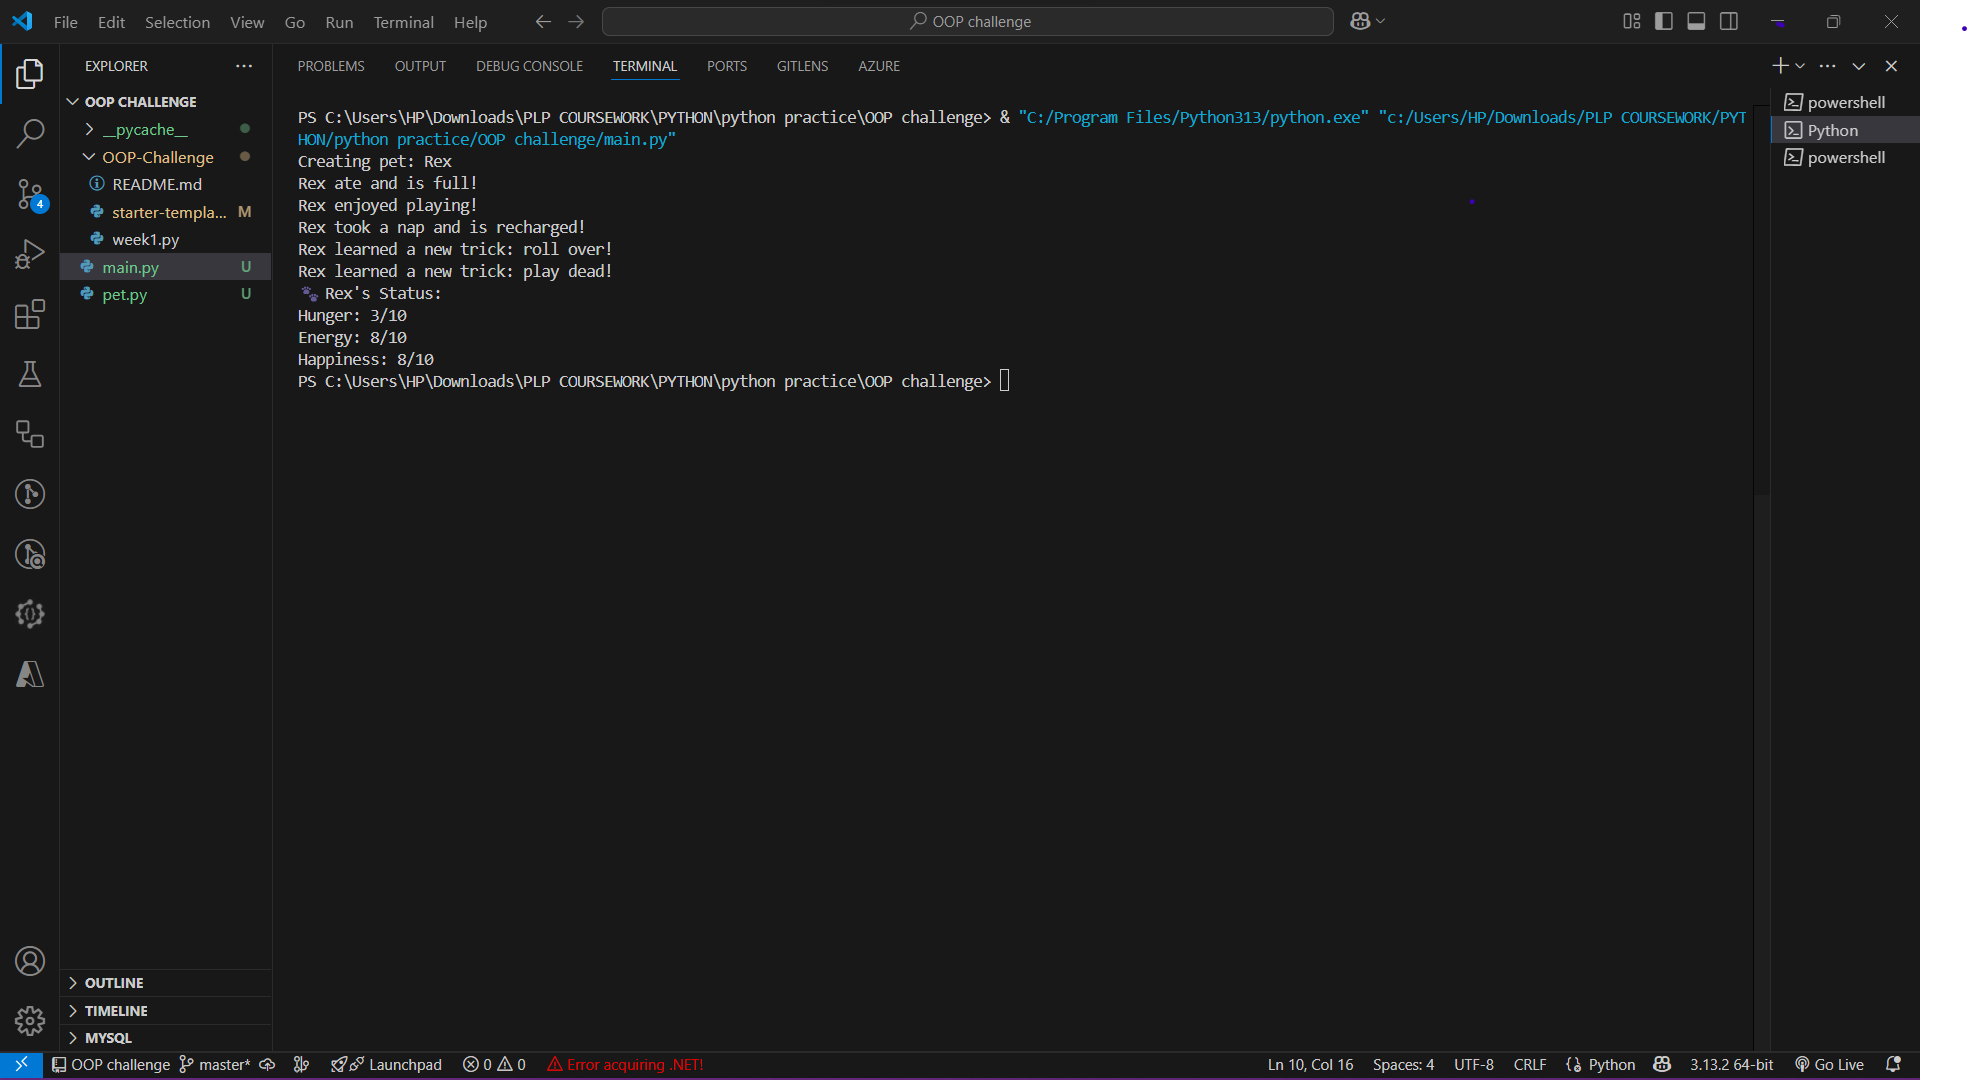 File Edit Selection View Go Run Terminal Help
OOP challenge
EXPLORER
OOP CHALLENGE
__pycache__
OOP-Challenge
README.md
starter-templa... M
week1.py
main.py U
pet.py U
4
OUTLINE
TIMELINE
MYSQL
PROBLEMS OUTPUT DEBUG CONSOLE TERMINAL PORTS GITLENS AZURE
PS C:\Users\HP\Downloads\PLP COURSEWORK\PYTHON\python practice\OOP challenge> & "C:/Program Files/Python313/python.exe" "c:/Users/HP/Downloads/PLP COURSEWORK/PYT
HON/python practice/OOP challenge/main.py"
Creating pet: Rex
Rex ate and is full!
Rex enjoyed playing!
Rex took a nap and is recharged!
Rex learned a new trick: roll over!
Rex learned a new trick: play dead!
🐾 Rex's Status:
Hunger: 3/10
Energy: 8/10
Happiness: 8/10
PS C:\Users\HP\Downloads\PLP COURSEWORK\PYTHON\python practice\OOP challenge>
powershell
Python
powershell
OOP challenge master* Launchpad 0 0 Error acquiring .NET! Ln 10, Col 16 Spaces: 4 UTF-8 CRLF Python 3.13.2 64-bit Go Live